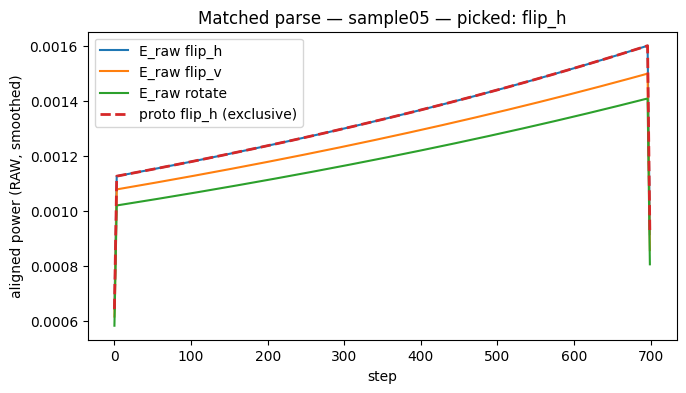 Matched parse — sample05 — picked: flip_h
E_raw flip_h
E_raw flip_v
E_raw rotate
proto flip_h (exclusive)
aligned power (RAW, smoothed)
0.0016
0.0014
0.0012
0.0010
0.0008
0.0006
0 100 200 300 400 500 600 700
step